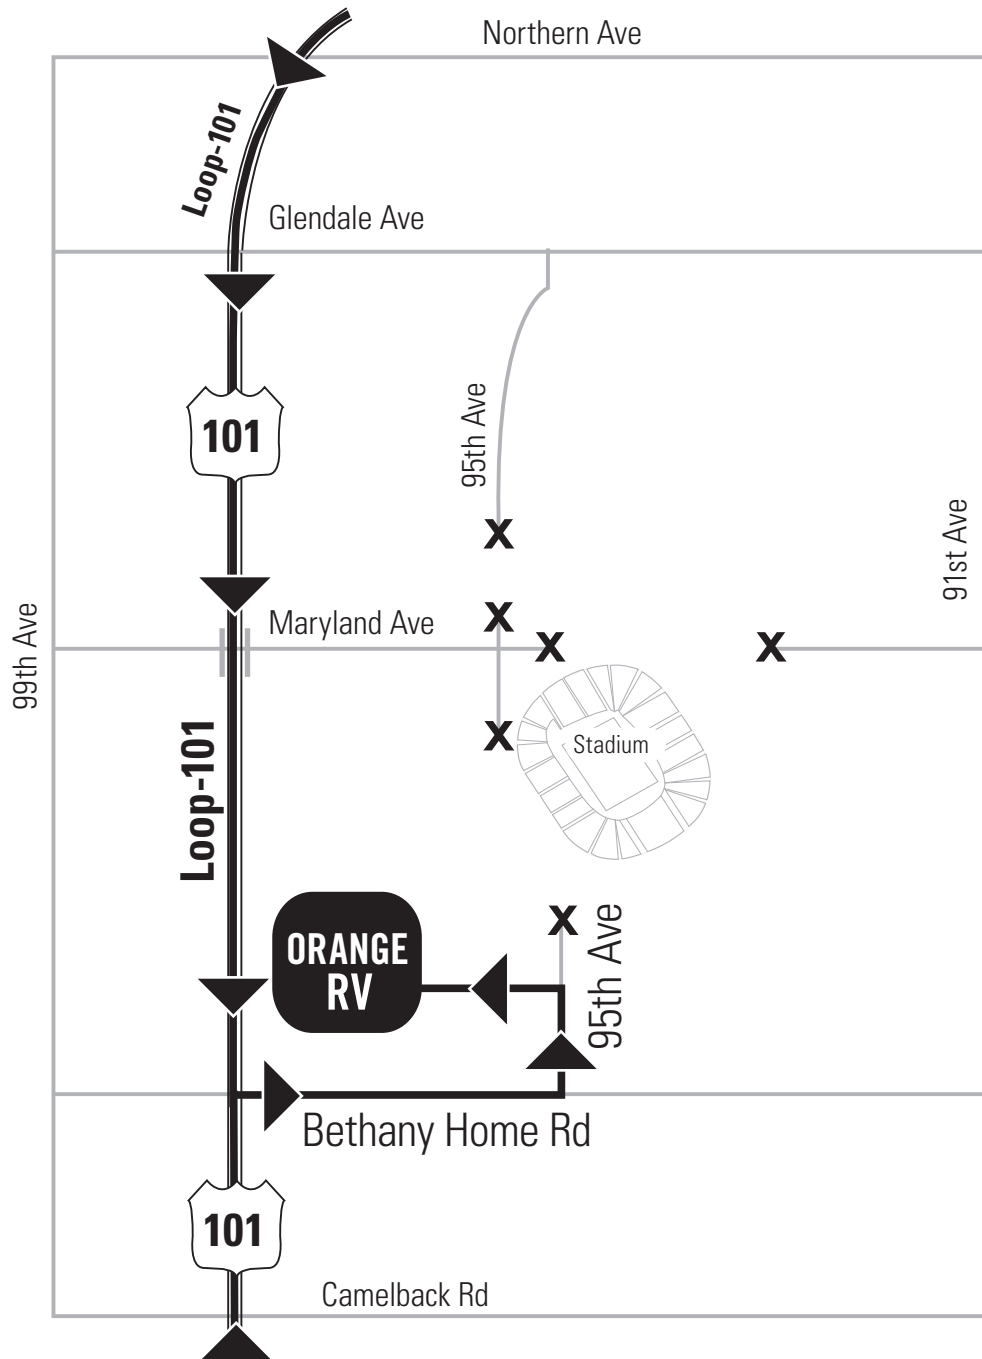 Northern Ave
Loop-101
Glendale Ave
101
95th Ave
X
91st Ave
X
Maryland Ave
X
X
99th Ave
X
Stadium
Loop-101
ORANGE
RV
X
95th Ave
Bethany Home Rd
101
Camelback Rd